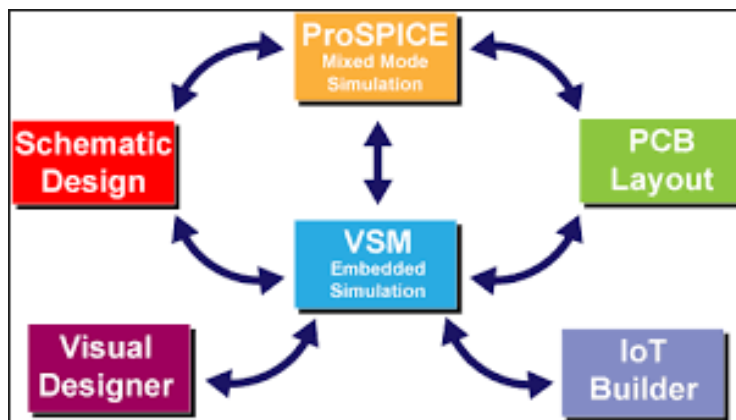 ProSPICE
Mixed Mode
Simulation
Schematic
Design
PCB
Layout
VSM
Embedded
Simulation
Visual
Designer
IoT
Builder